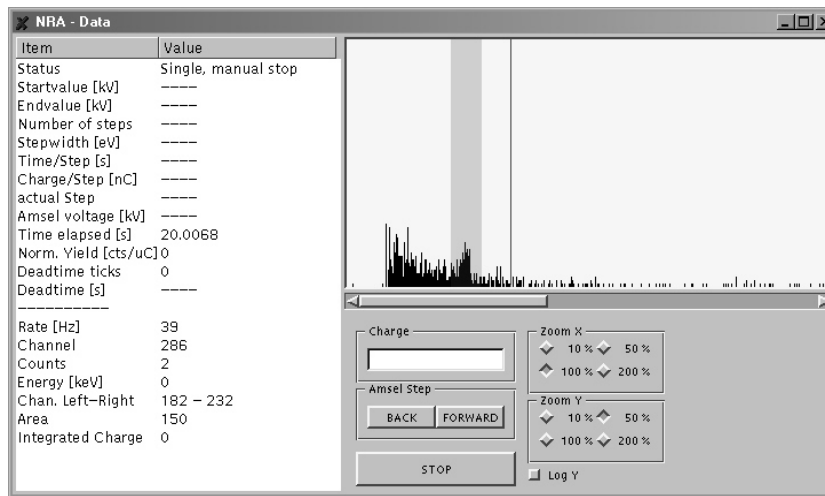 NRA - Data
Item Value
Status Single, manual stop
Startvalue [kV] ----
Endvalue [kV] ----
Number of steps ----
Stepwidth [eV] ----
Time/Step [s] ----
Charge/Step [nC] ----
actual Step ----
Amsel voltage [kV] ----
Time elapsed [s] 20.0068
Norm. Yield [cts/uC] 0
Deadtime ticks 0
Deadtime [s] ----
----------
Rate [Hz] 39
Channel 286
Counts 2
Energy [keV] 0
Chan. Left-Right 182 - 232
Area 150
Integrated Charge 0
Charge
Amsel Step
BACK FORWARD
STOP
Zoom X
10 % 50 %
100 % 200 %
Zoom Y
10 % 50 %
100 % 200 %
Log Y